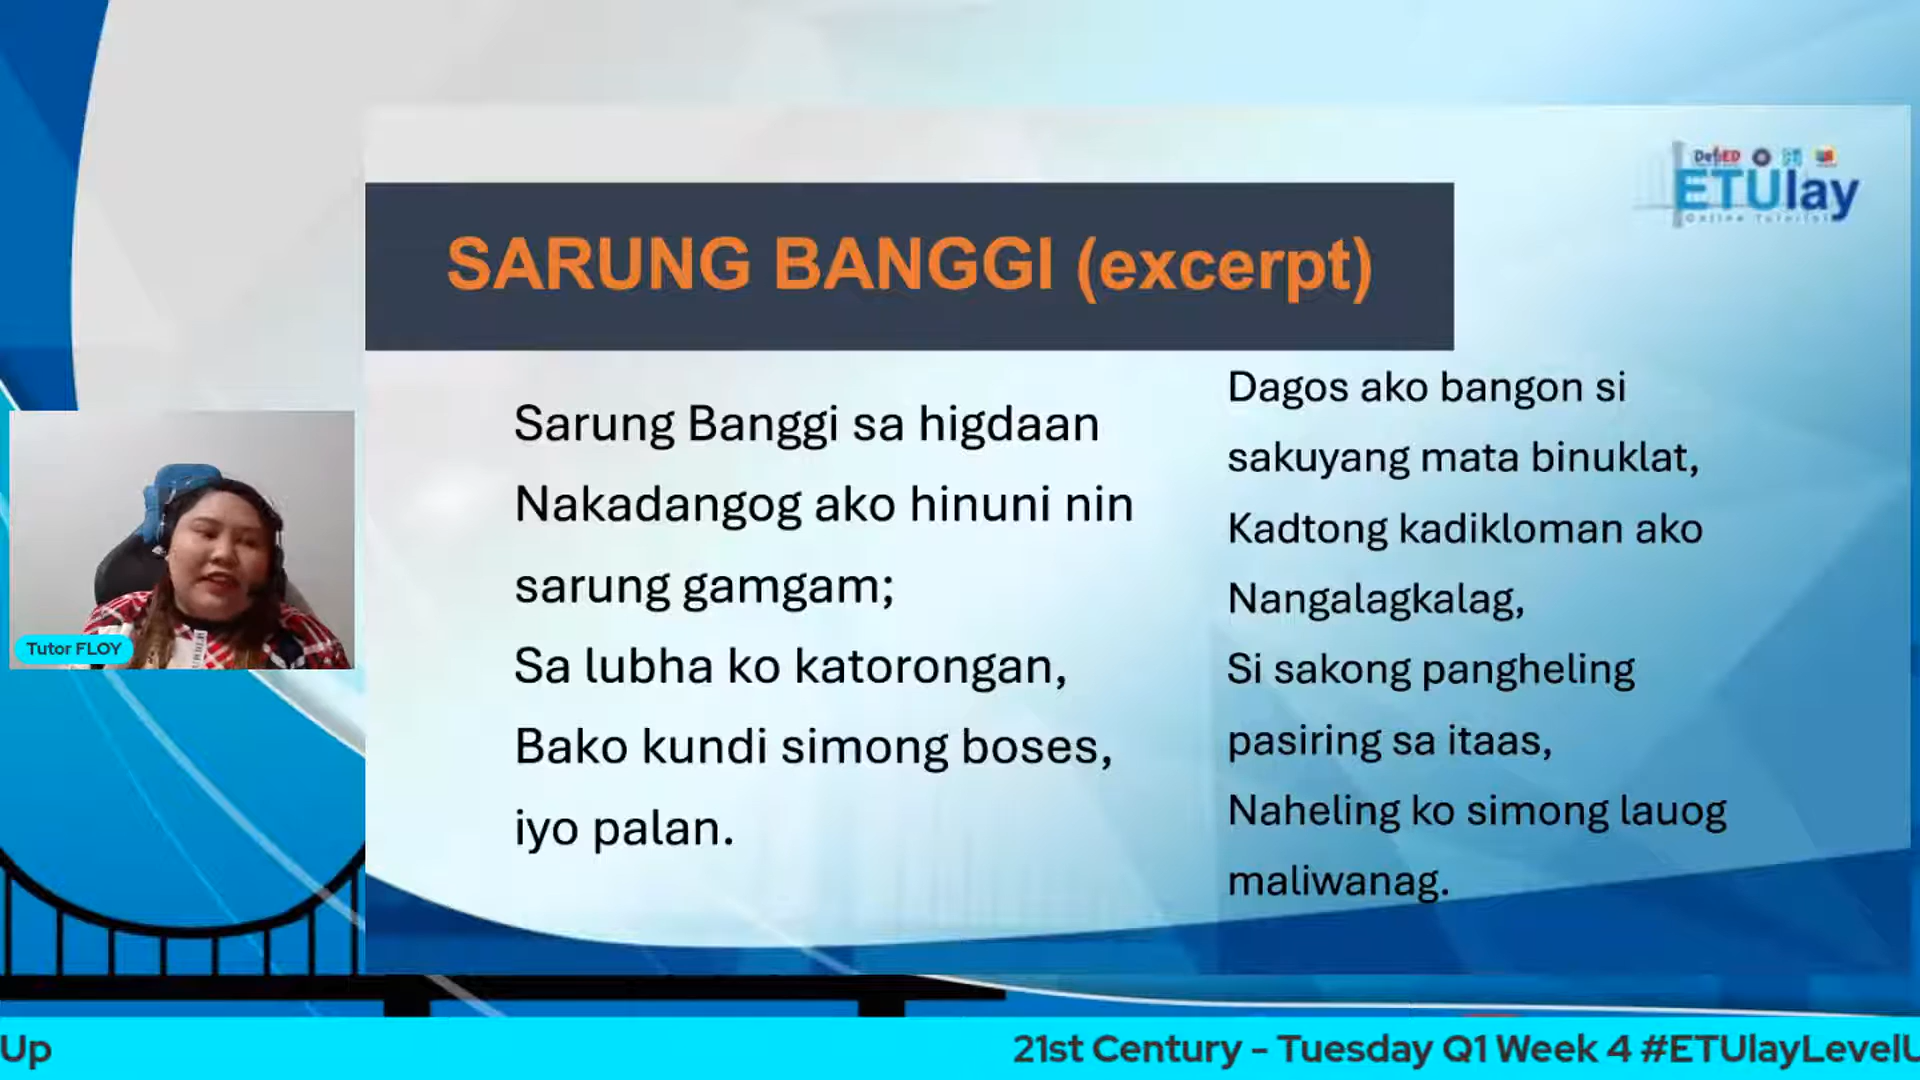 DepED
ETUlay
Online Tutorial
SARUNG BANGGI (excerpt)
Sarung Banggi sa higdaan
Nakadangog ako hinuni nin
sarung gamgam;
Sa lubha ko katorongan,
Bako kundi simong boses,
iyo palan.
Dagos ako bangon si
sakuyang mata binuklat,
Kadtong kadikloman ako
Nangalagkalag,
Si sakong pangheling
pasiring sa itaas,
Naheling ko simong lauog
maliwanag.
Tutor FLOY
Up
21st Century - Tuesday Q1 Week 4 #ETUlayLevelU